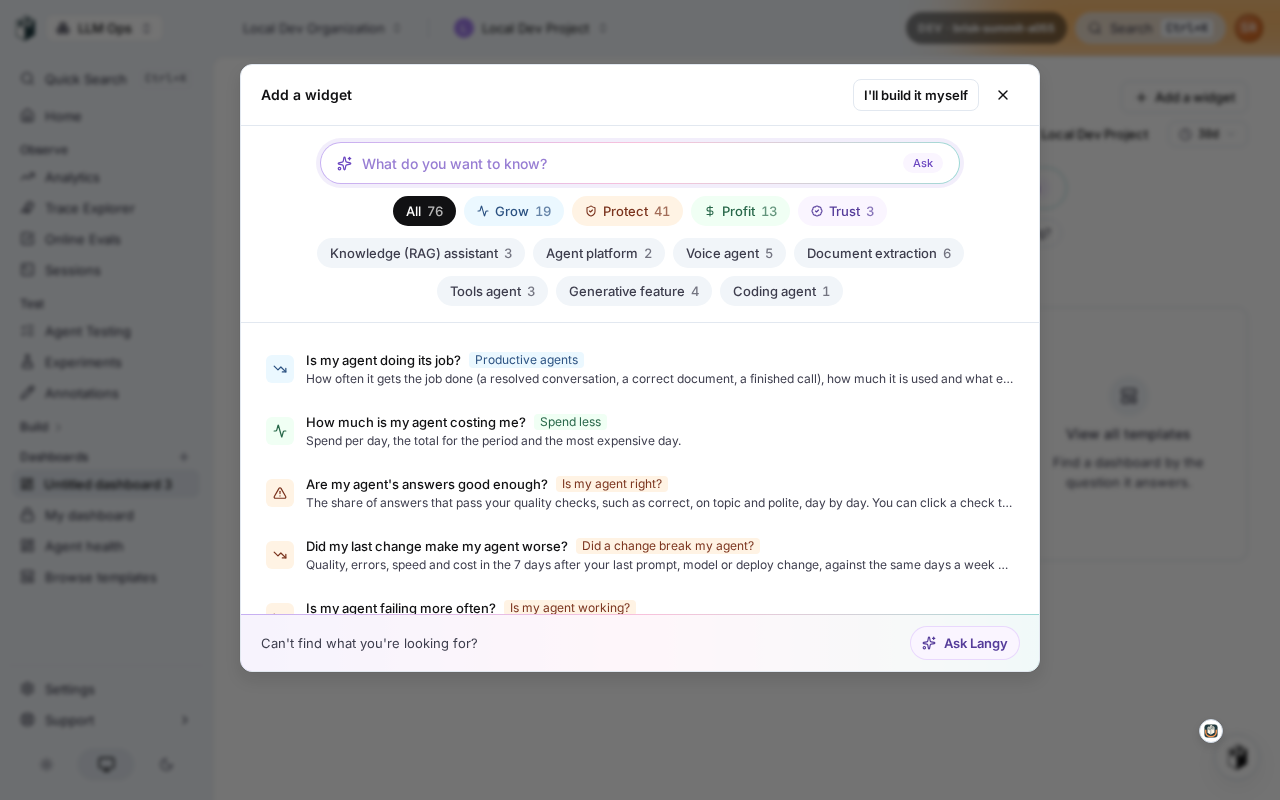 LLM Ops
Local Dev Organization
Local Dev Project
Search Ctrl+K
Quick Search Ctrl+K
Home
Observe
Analytics
Trace Explorer
Online Evals
Sessions
Test
Agent Testing
Experiments
Annotations
Build
Dashboards
Untitled dashboard 3
My dashboard
Agent health
Browse templates
Settings
Support
Add a widget
Local Dev Project
30d
View all templates
Find a dashboard by the
question it answers.
Add a widget
I'll build it myself
What do you want to know?
Ask
All 76
Grow 19
Protect 41
Profit 13
Trust 3
Knowledge (RAG) assistant 3
Agent platform 2
Voice agent 5
Document extraction 6
Tools agent 3
Generative feature 4
Coding agent 1
Is my agent doing its job? Productive agents
How often it gets the job done (a resolved conversation, a correct document, a finished call), how much it is used and what e...
How much is my agent costing me? Spend less
Spend per day, the total for the period and the most expensive day.
Are my agent's answers good enough? Is my agent right?
The share of answers that pass your quality checks, such as correct, on topic and polite, day by day. You can click a check t...
Did my last change make my agent worse? Did a change break my agent?
Quality, errors, speed and cost in the 7 days after your last prompt, model or deploy change, against the same days a week ...
Is my agent failing more often? Is my agent working?
Can't find what you're looking for?
Ask Langy